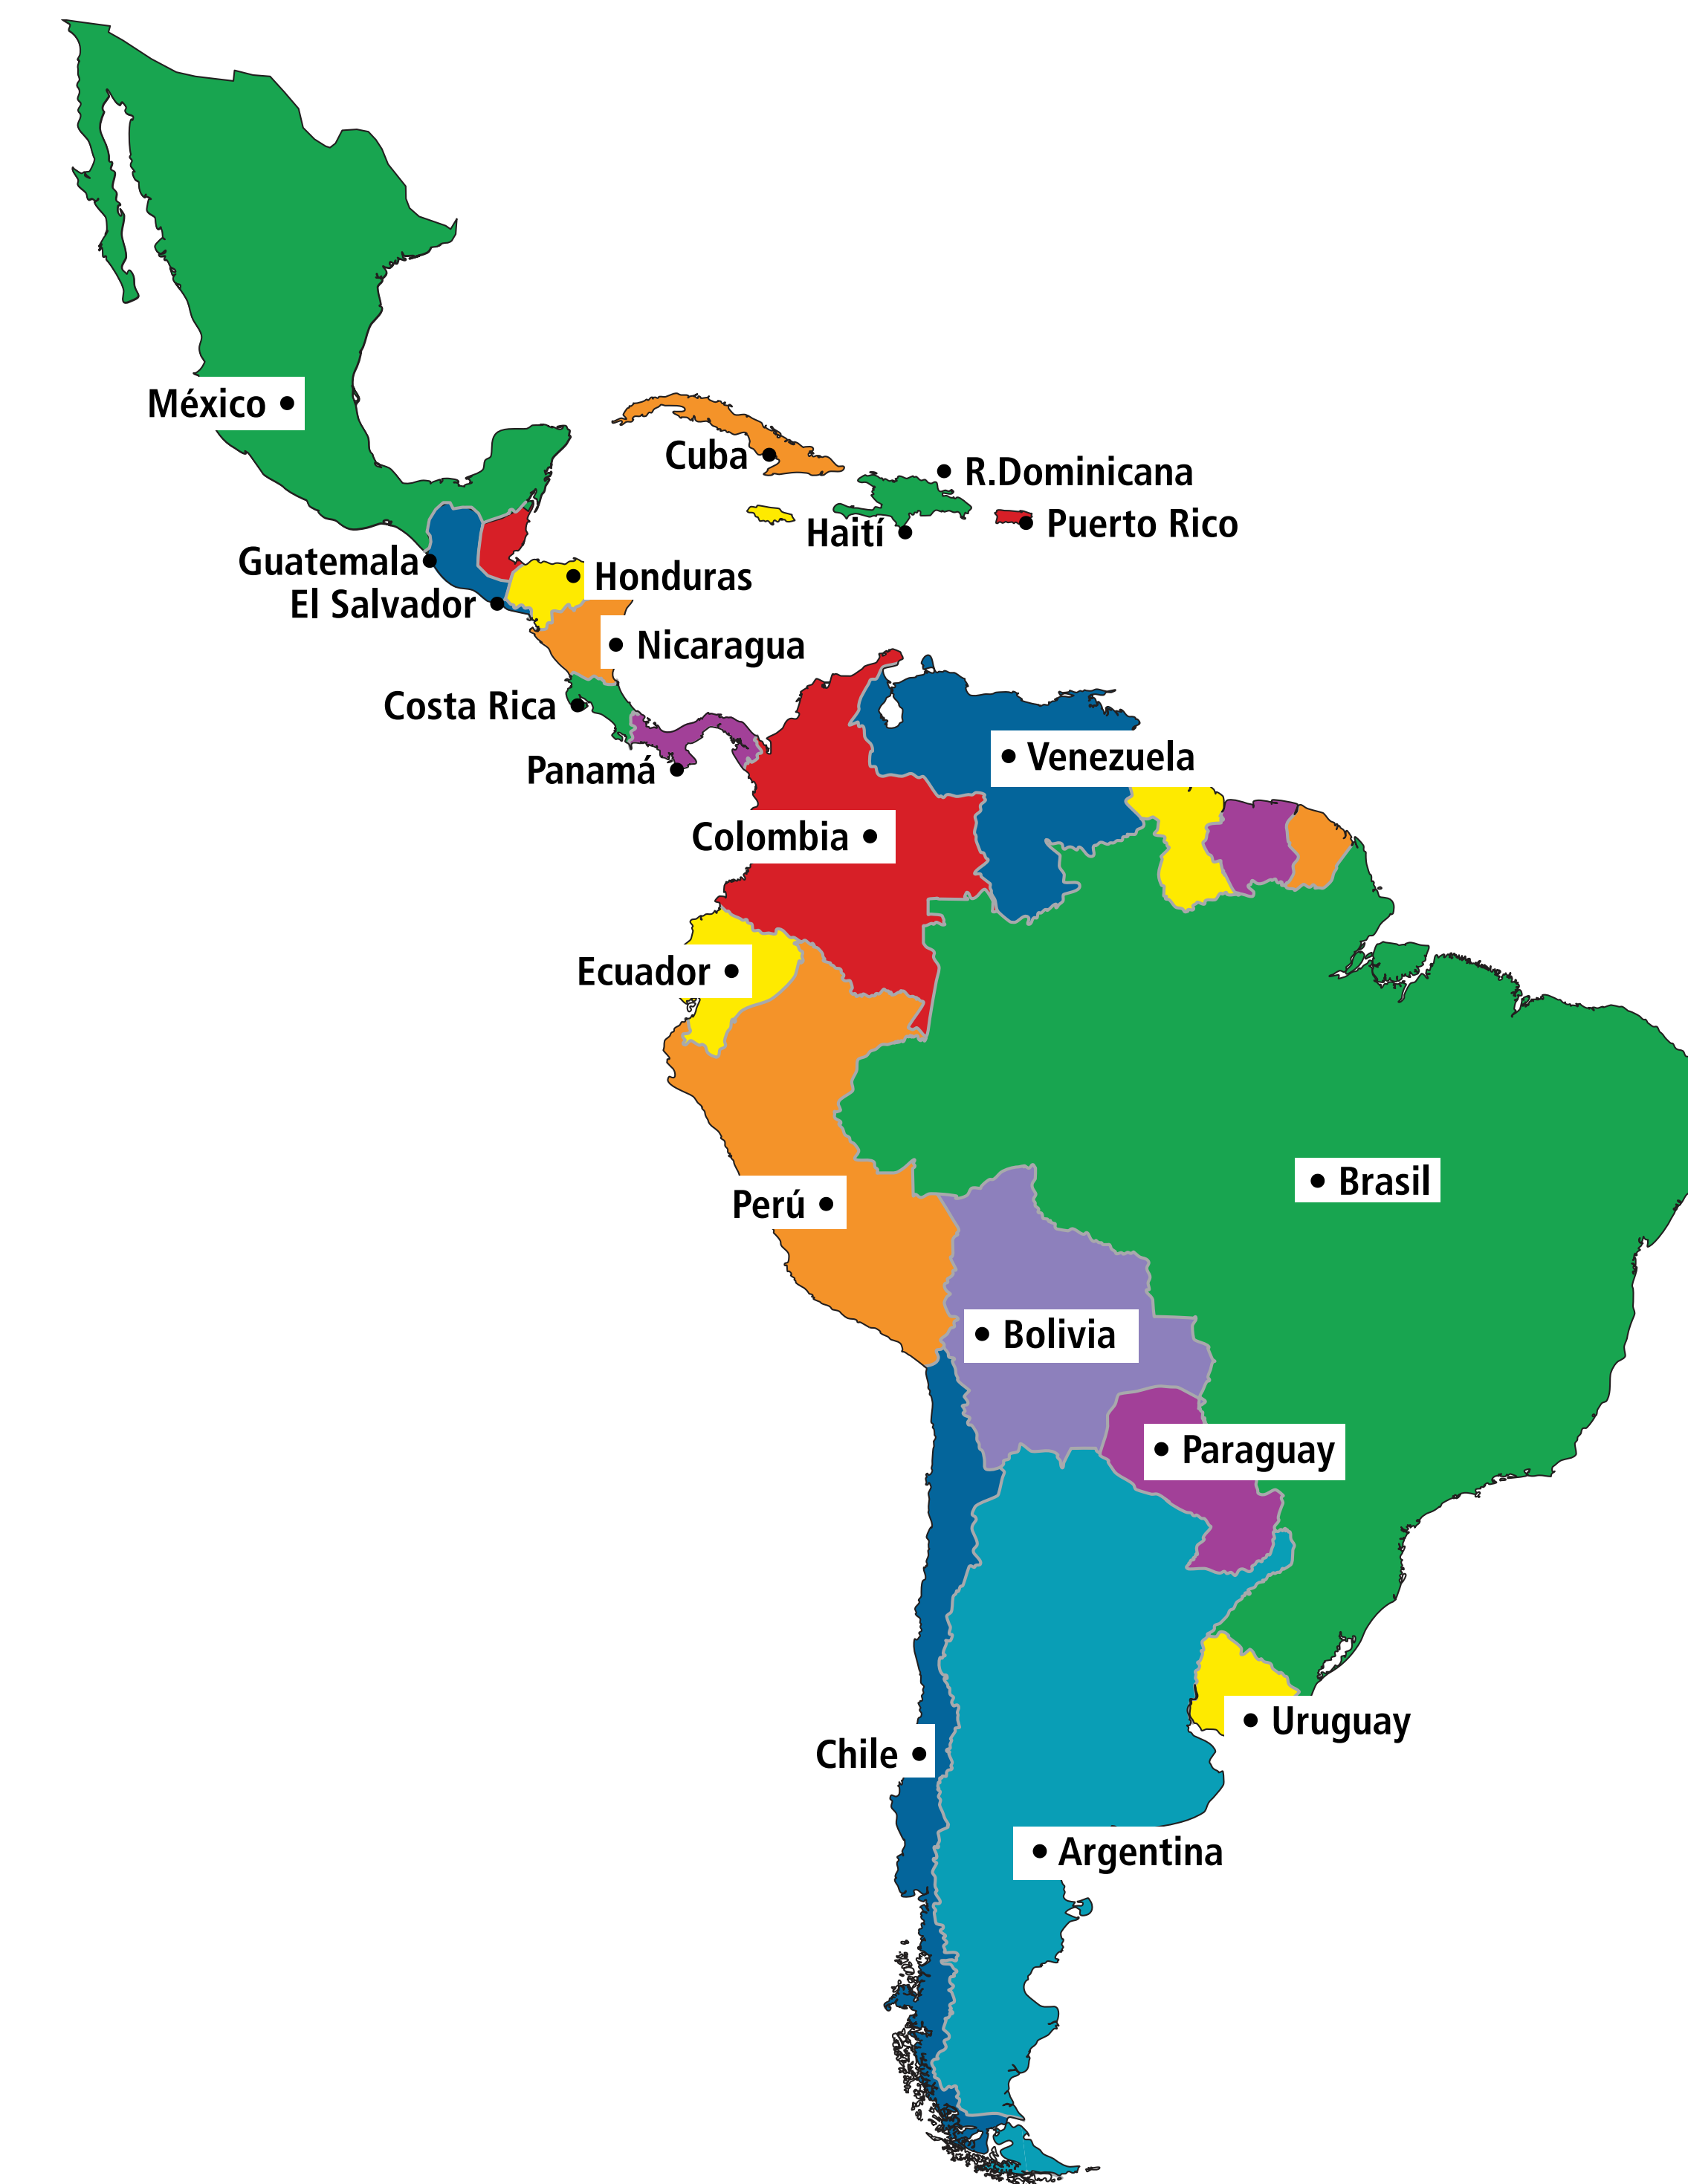 México
Cuba
R.Dominicana
Puerto Rico
Haití
Guatemala
Honduras
El Salvador
Nicaragua
Costa Rica
Panamá
Venezuela
Colombia
Ecuador
Brasil
Perú
Bolivia
Paraguay
Uruguay
Chile
Argentina